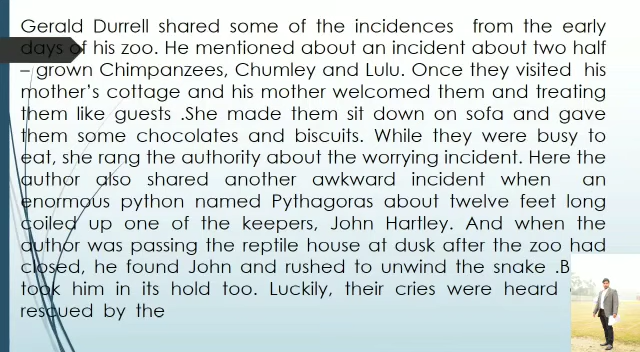 Gerald Durrell shared some of the incidences from the early
days of his zoo. He mentioned about an incident about two half
– grown Chimpanzees, Chumley and Lulu. Once they visited his
mother's cottage and his mother welcomed them and treating
them like guests .She made them sit down on sofa and gave
them some chocolates and biscuits. While they were busy to
eat, she rang the authority about the worrying incident. Here the
author also shared another awkward incident when an
enormous python named Pythagoras about twelve feet long
coiled up one of the keepers, John Hartley. And when the
author was passing the reptile house at dusk after the zoo had
closed, he found John and rushed to unwind the snake .B
took him in its hold too. Luckily, their cries were heard
rescued by the